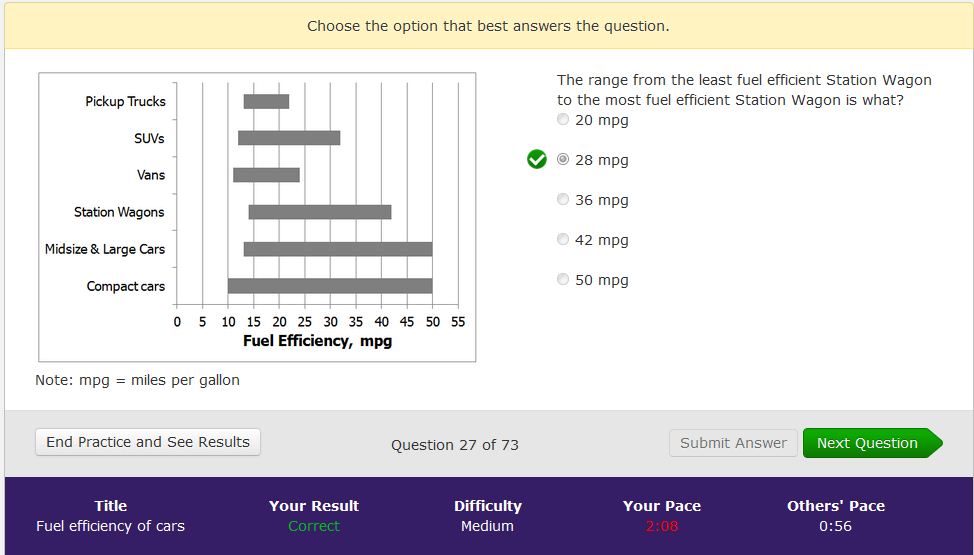 Choose the option that best answers the question.
Pickup Trucks
SUVs
Vans
Station Wagons
Midsize & Large Cars
Compact cars
0 5 10 15 20 25 30 35 40 45 50 55
Fuel Efficiency, mpg
Note: mpg = miles per gallon
The range from the least fuel efficient Station Wagon
to the most fuel efficient Station Wagon is what?
20 mpg
28 mpg
36 mpg
42 mpg
50 mpg
End Practice and See Results
Question 27 of 73
Submit Answer
Next Question
Title Your Result Difficulty Your Pace Others' Pace
Fuel efficiency of cars Correct Medium 2:08 0:56